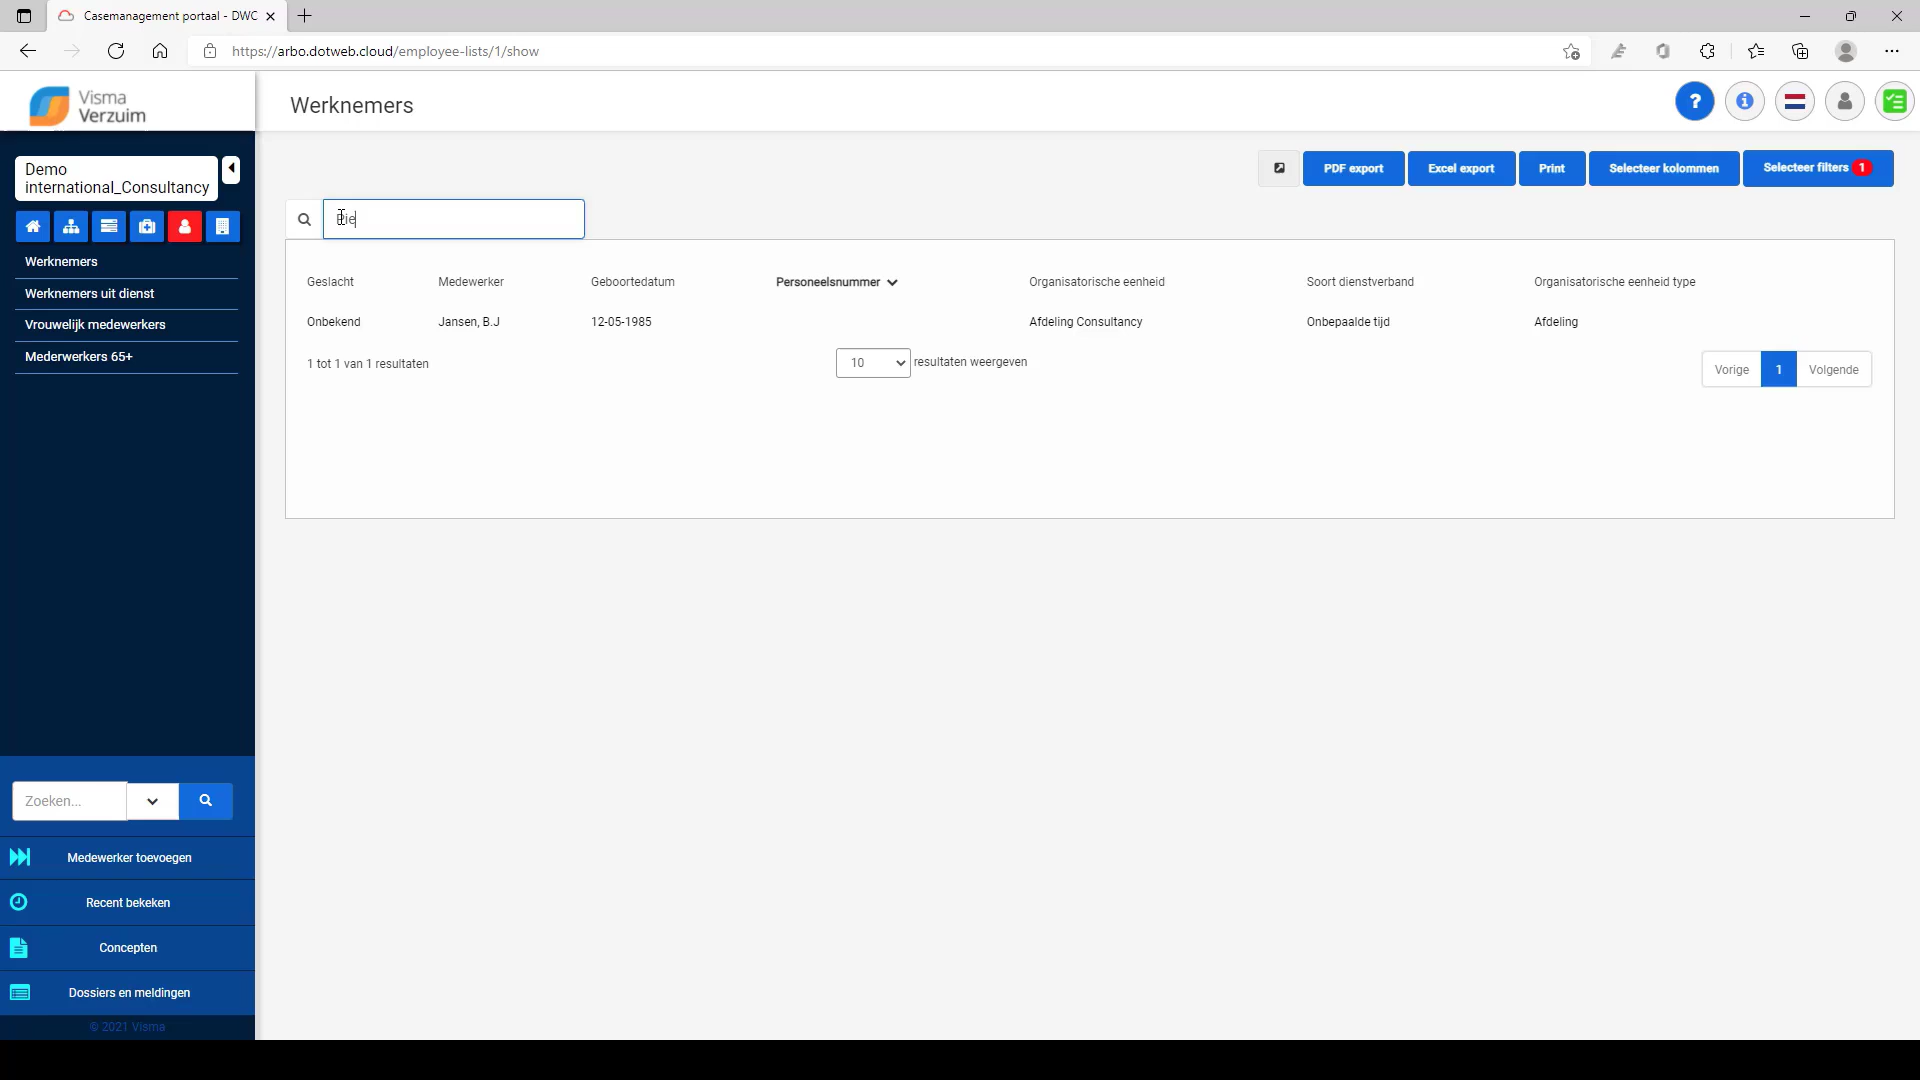 Casemanagement portaal - DWC
https://arbo.dotweb.cloud/employee-lists/1/show
Visma
Verzuim
Werknemers
?
i
Demo
international_Consultancy
PDF export
Excel export
Print
Selecteer kolommen
Selecteer filters 1
Pie
Werknemers
Werknemers uit dienst
Vrouwelijk medewerkers
Mederwerkers 65+
Geslacht Medewerker Geboortedatum Personeelsnummer Organisatorische eenheid Soort dienstverband Organisatorische eenheid type
Onbekend Jansen, B.J 12-05-1985 Afdeling Consultancy Onbepaalde tijd Afdeling
1 tot 1 van 1 resultaten
10 resultaten weergeven
Vorige 1 Volgende
Zoeken...
Medewerker toevoegen
Recent bekeken
Concepten
Dossiers en meldingen
© 2021 Visma